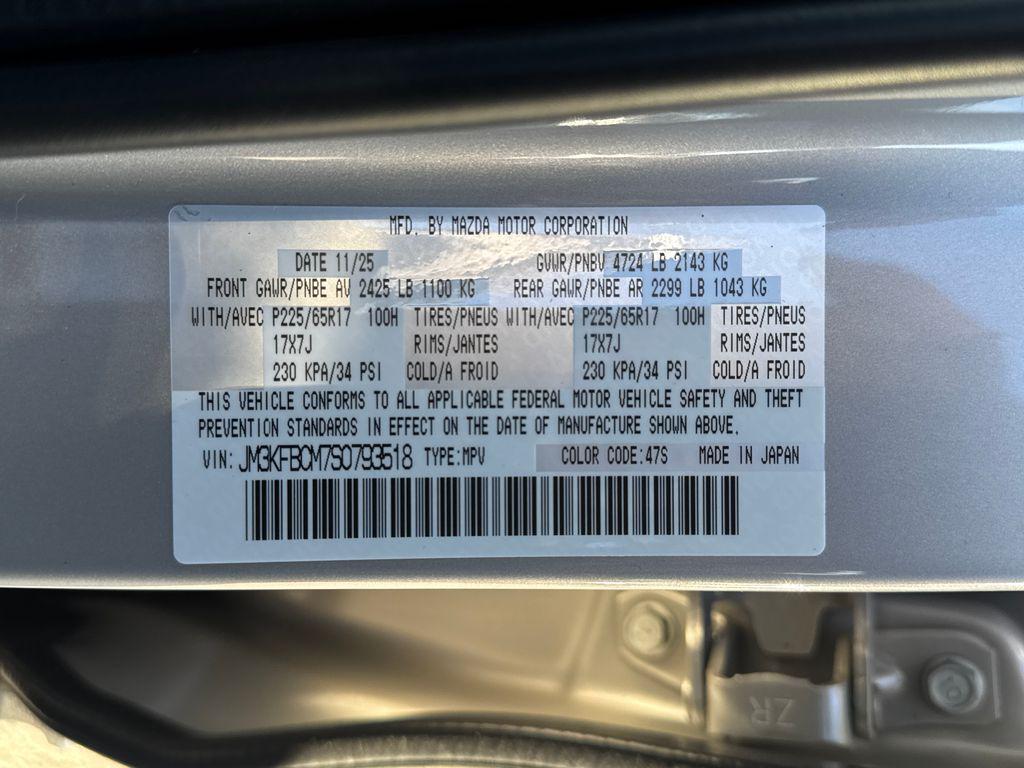 MFD. BY MAZDA MOTOR CORPORATION
DATE 11/25 GVWR/PNBV 4724 LB 2143 KG
FRONT GAWR/PNBE AV 2425 LB 1100 KG REAR GAWR/PNBE AR 2299 LB 1043 KG
WITH/AVEC P225/65R17 100H TIRES/PNEUS WITH/AVEC P225/65R17 100H TIRES/PNEUS
17X7J RIMS/JANTES 17X7J RIMS/JANTES
230 KPA/34 PSI COLD/A FROID 230 KPA/34 PSI COLD/A FROID
THIS VEHICLE CONFORMS TO ALL APPLICABLE FEDERAL MOTOR VEHICLE SAFETY AND THEFT
PREVENTION STANDARDS IN EFFECT ON THE DATE OF MANUFACTURE SHOWN ABOVE.
VIN: JM3KFBCM7S0793518 TYPE:MPV COLOR CODE:47S MADE IN JAPAN
ZR